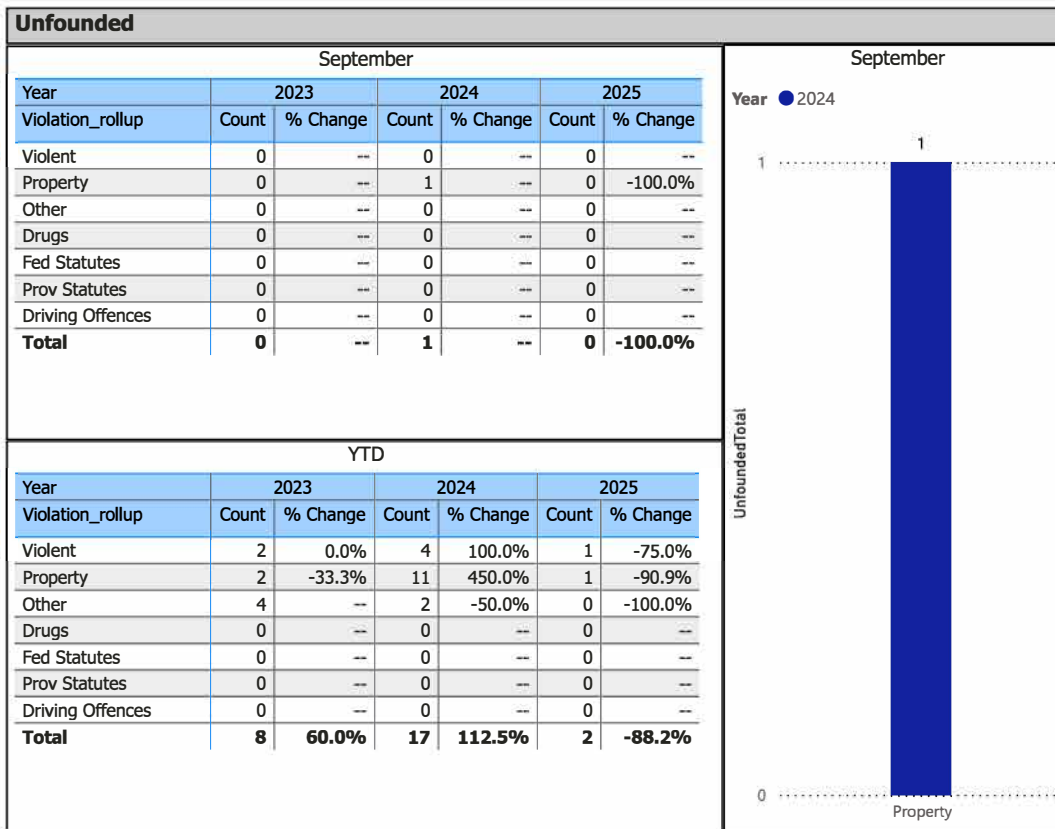 Unfounded
September
Year 2023 2024 2025
Violation_rollup Count % Change Count % Change Count % Change
Violent 0 -- 0 -- 0 --
Property 0 -- 1 -- 0 -100.0%
Other 0 -- 0 -- 0 --
Drugs 0 -- 0 -- 0 --
Fed Statutes 0 -- 0 -- 0 --
Prov Statutes 0 -- 0 -- 0 --
Driving Offences 0 -- 0 -- 0 --
Total 0 -- 1 -- 0 -100.0%
YTD
Year 2023 2024 2025
Violation_rollup Count % Change Count % Change Count % Change
Violent 2 0.0% 4 100.0% 1 -75.0%
Property 2 -33.3% 11 450.0% 1 -90.9%
Other 4 -- 2 -50.0% 0 -100.0%
Drugs 0 -- 0 -- 0 --
Fed Statutes 0 -- 0 -- 0 --
Prov Statutes 0 -- 0 -- 0 --
Driving Offences 0 -- 0 -- 0 --
Total 8 60.0% 17 112.5% 2 -88.2%
September
Year 2024
1
1
UnfoundedTotal
0
Property